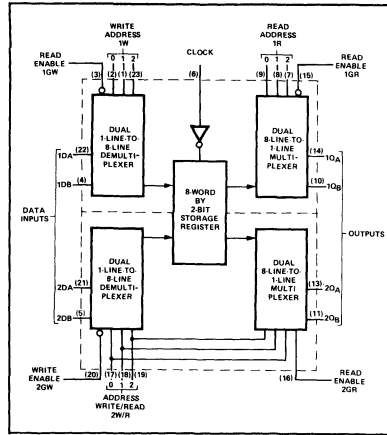 WRITE
ADDRESS
1W
0 1 2
READ
ENABLE
1GW
(3) (2) (1) (23)
CLOCK
(6)
READ
ADDRESS
1R
0 1 2
READ
ENABLE
1GR
(9) (8) (7) (15)
DUAL
1-LINE-TO-
8-LINE
DEMULTI-
PLEXER
DUAL
8-LINE-TO-
1-LINE
MULTI-
PLEXER
1DA (22)
1DB (4)
(14) 1QA
(10) 1QB
8-WORD
BY
2-BIT
STORAGE
REGISTER
DATA
INPUTS
OUTPUTS
DUAL
1-LINE-TO-
8-LINE
DEMULTI-
PLEXER
DUAL
8-LINE-TO-
1-LINE
MULTI
PLEXER
2DA (21)
2DB (5)
(13) 2QA
(11) 2QB
WRITE
ENABLE
2GW
(20) (17) (18) (19)
0 1 2
ADDRESS
WRITE/READ
2W/R
(16)
READ
ENABLE
2GR